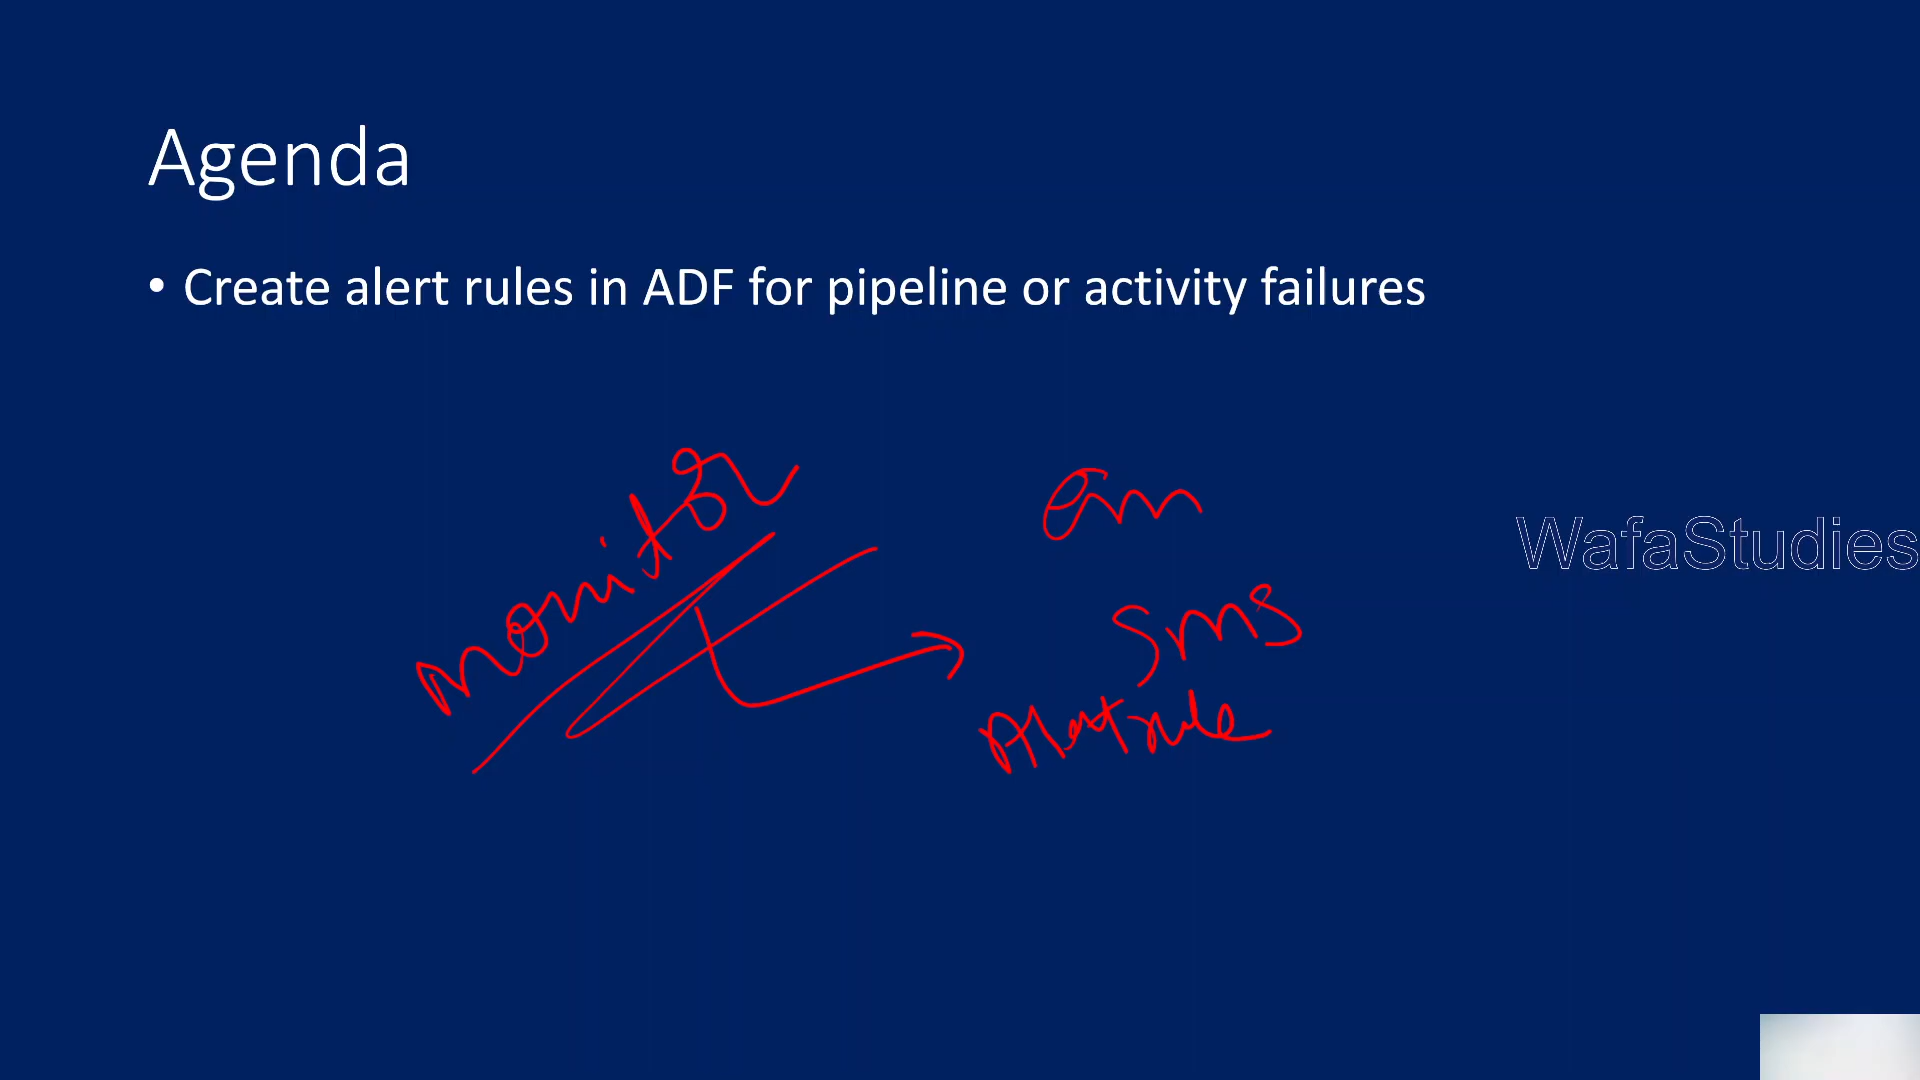 Agenda
• Create alert rules in ADF for pipeline or activity failures
monitor
em
WafaStudies
sms
Alert rule